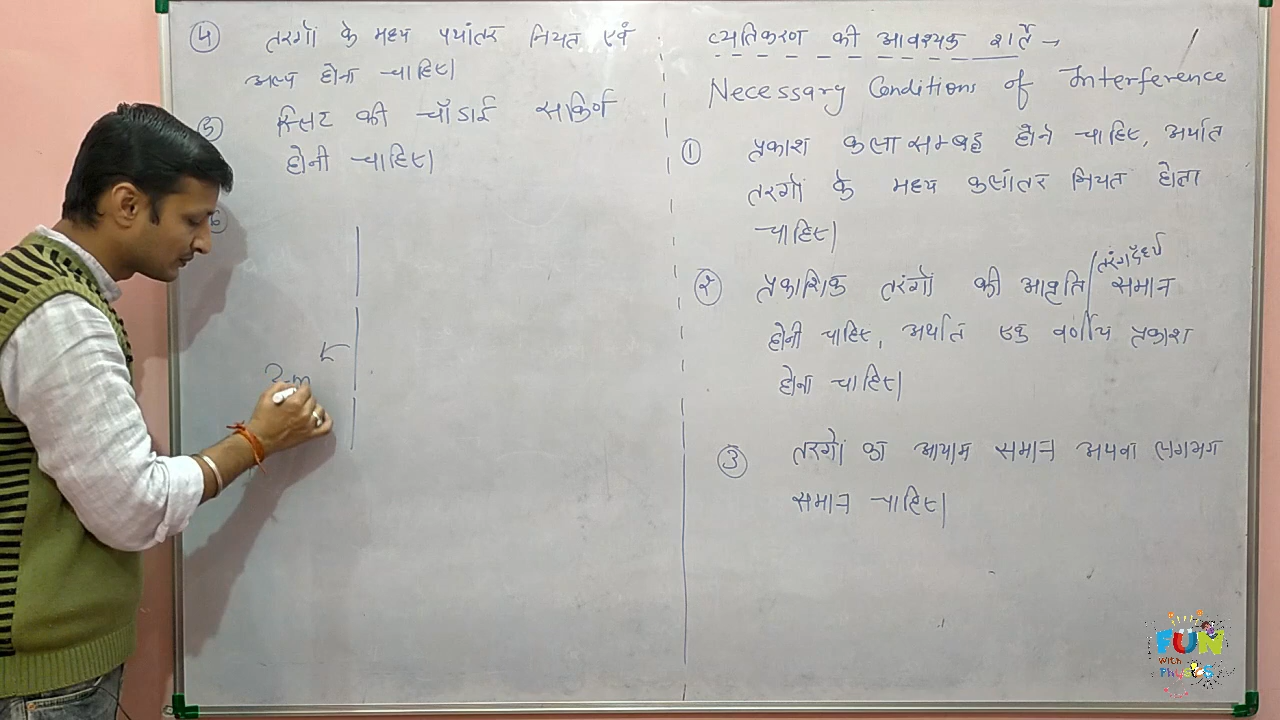 व्यतिकरण की आवश्यक शर्ते →
Necessary Conditions of Interference
① प्रकाश कला सम्बद्ध होने चाहिए, अर्थात
तरंगों के मध्य कलांतर नियत होना
चाहिए।
② प्रकाशिक तरंगों की आवृति/तरंगदैर्ध्य समान
होनी चाहिए, अर्थात एक वर्णीय प्रकाश
होना चाहिए।
③ तरंगो का आयाम समान अथवा लगभग
समान चाहिए।
④ तरंगों के मध्य पथांतर नियत एवं
अल्प होना चाहिए।
⑤ स्लिट की चौडाई संकिर्ण
होनी चाहिए।
⑥
FUN
With
Physics